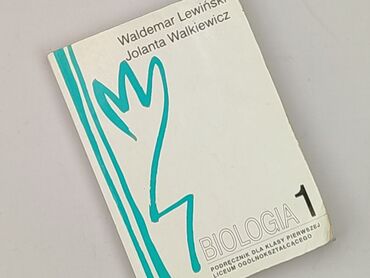 Waldemar Lewiński
Jolanta Walkiewicz
BIOLOGIA 1
PODRĘCZNIK DLA KLASY PIERWSZEJ
LICEUM OGÓLNOKSZTAŁCĄCEGO